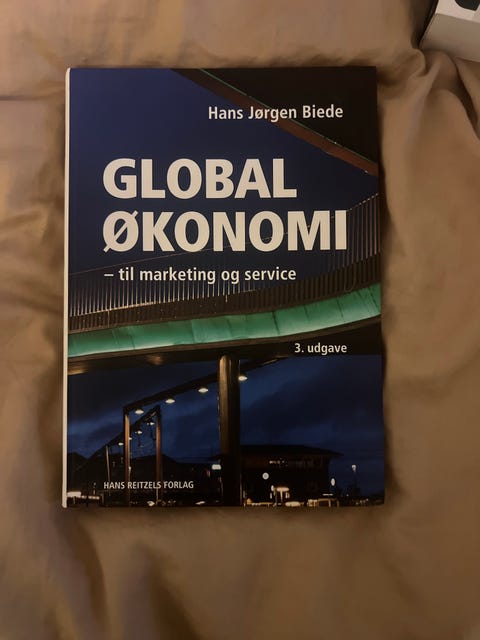 Hans Jørgen Biede
GLOBAL
ØKONOMI
– til marketing og service
3. udgave
HANS REITZELS FORLAG